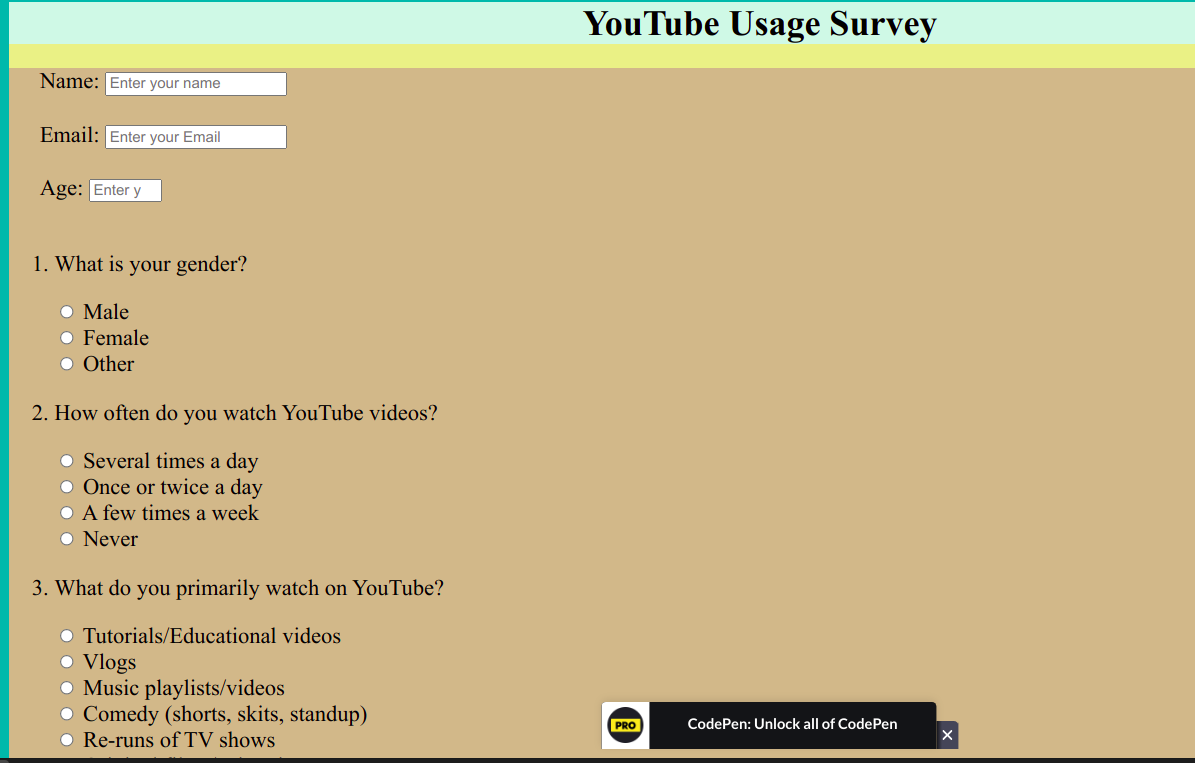 YouTube Usage Survey
Name: Enter your name
Email: Enter your Email
Age: Enter y
1. What is your gender?
Male
Female
Other
2. How often do you watch YouTube videos?
Several times a day
Once or twice a day
A few times a week
Never
3. What do you primarily watch on YouTube?
Tutorials/Educational videos
Vlogs
Music playlists/videos
Comedy (shorts, skits, standup)
Re-runs of TV shows
PRO CodePen: Unlock all of CodePen ×